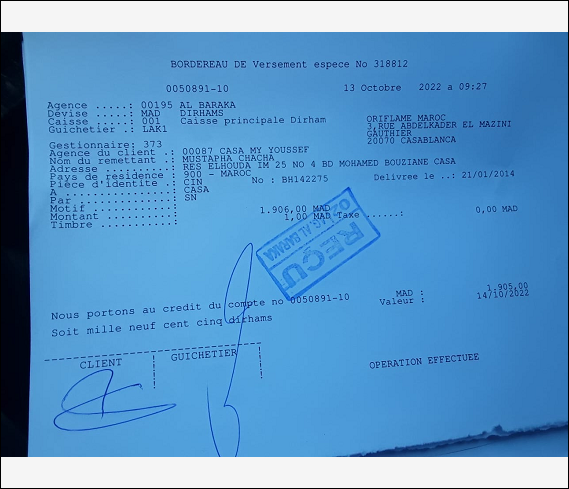 BORDEREAU DE Versement espece No 318812
0050891-10 13 Octobre 2022 a 09:27
Agence .....: 00195 AL BARAKA
Devise .....: MAD DIRHAMS
Caisse .....: 001 Caisse principale Dirham
Guichetier .: LAK1
ORIFLAME MAROC
3,RUE ABDELKADER EL MAZINI
GAUTHIER
20070 CASABLANCA
Gestionnaire: 373
Agence du client .: 00087 CASA MY YOUSSEF
Nom du remettant .: MUSTAPHA CHACHA
Adresse ..........: RES ELHOUDA IM 25 NO 4 BD MOHAMED BOUZIANE CASA
Pays de residence : 900 - MAROC
Pièce d'identite .: CIN No : BH142275 Delivree le ..: 21/01/2014
A ................: CASA
Par ..............: SN
Motif ............:
Montant ..........: 1.906,00 MAD
Timbre ...........: 1,00 MAD Taxe .....: 0,00 MAD
REÇU
AG. AL BARAKA
Nous portons au credit du compte no 0050891-10 MAD : 1.905,00
Valeur : 14/10/2022
Soit mille neuf cent cinq dirhams
CLIENT GUICHETIER
OPERATION EFFECTUEE